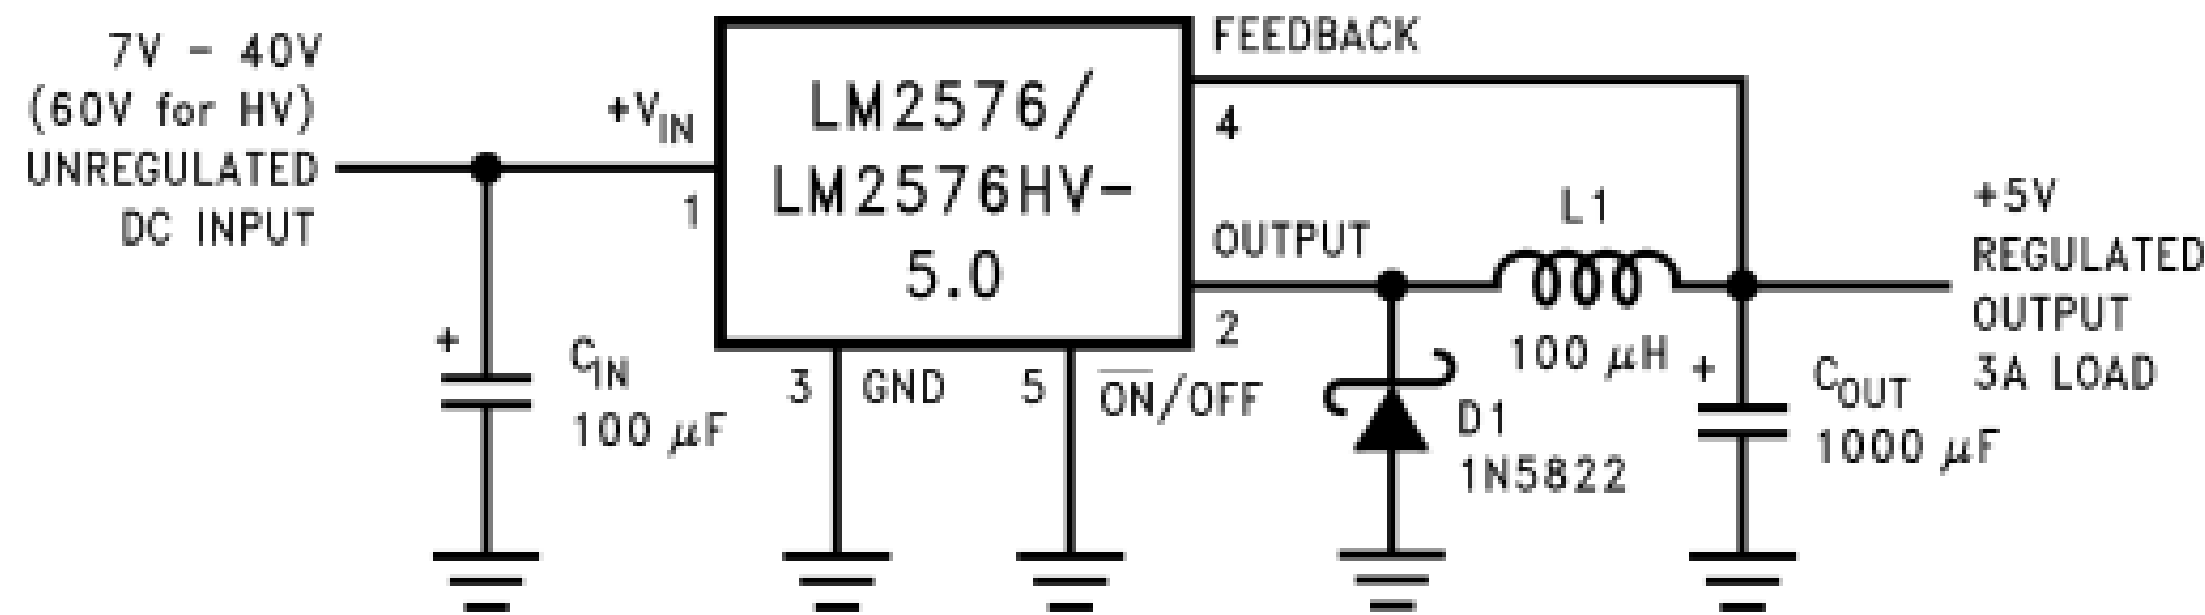 7V - 40V
(60V for HV)
UNREGULATED
DC INPUT
+VIN
1
LM2576/
LM2576HV-
5.0
FEEDBACK
4
OUTPUT
2
L1
100 μH
+5V
REGULATED
OUTPUT
3A LOAD
+
CIN
100 μF
3
GND
5
ON/OFF
D1
1N5822
+
COUT
1000 μF